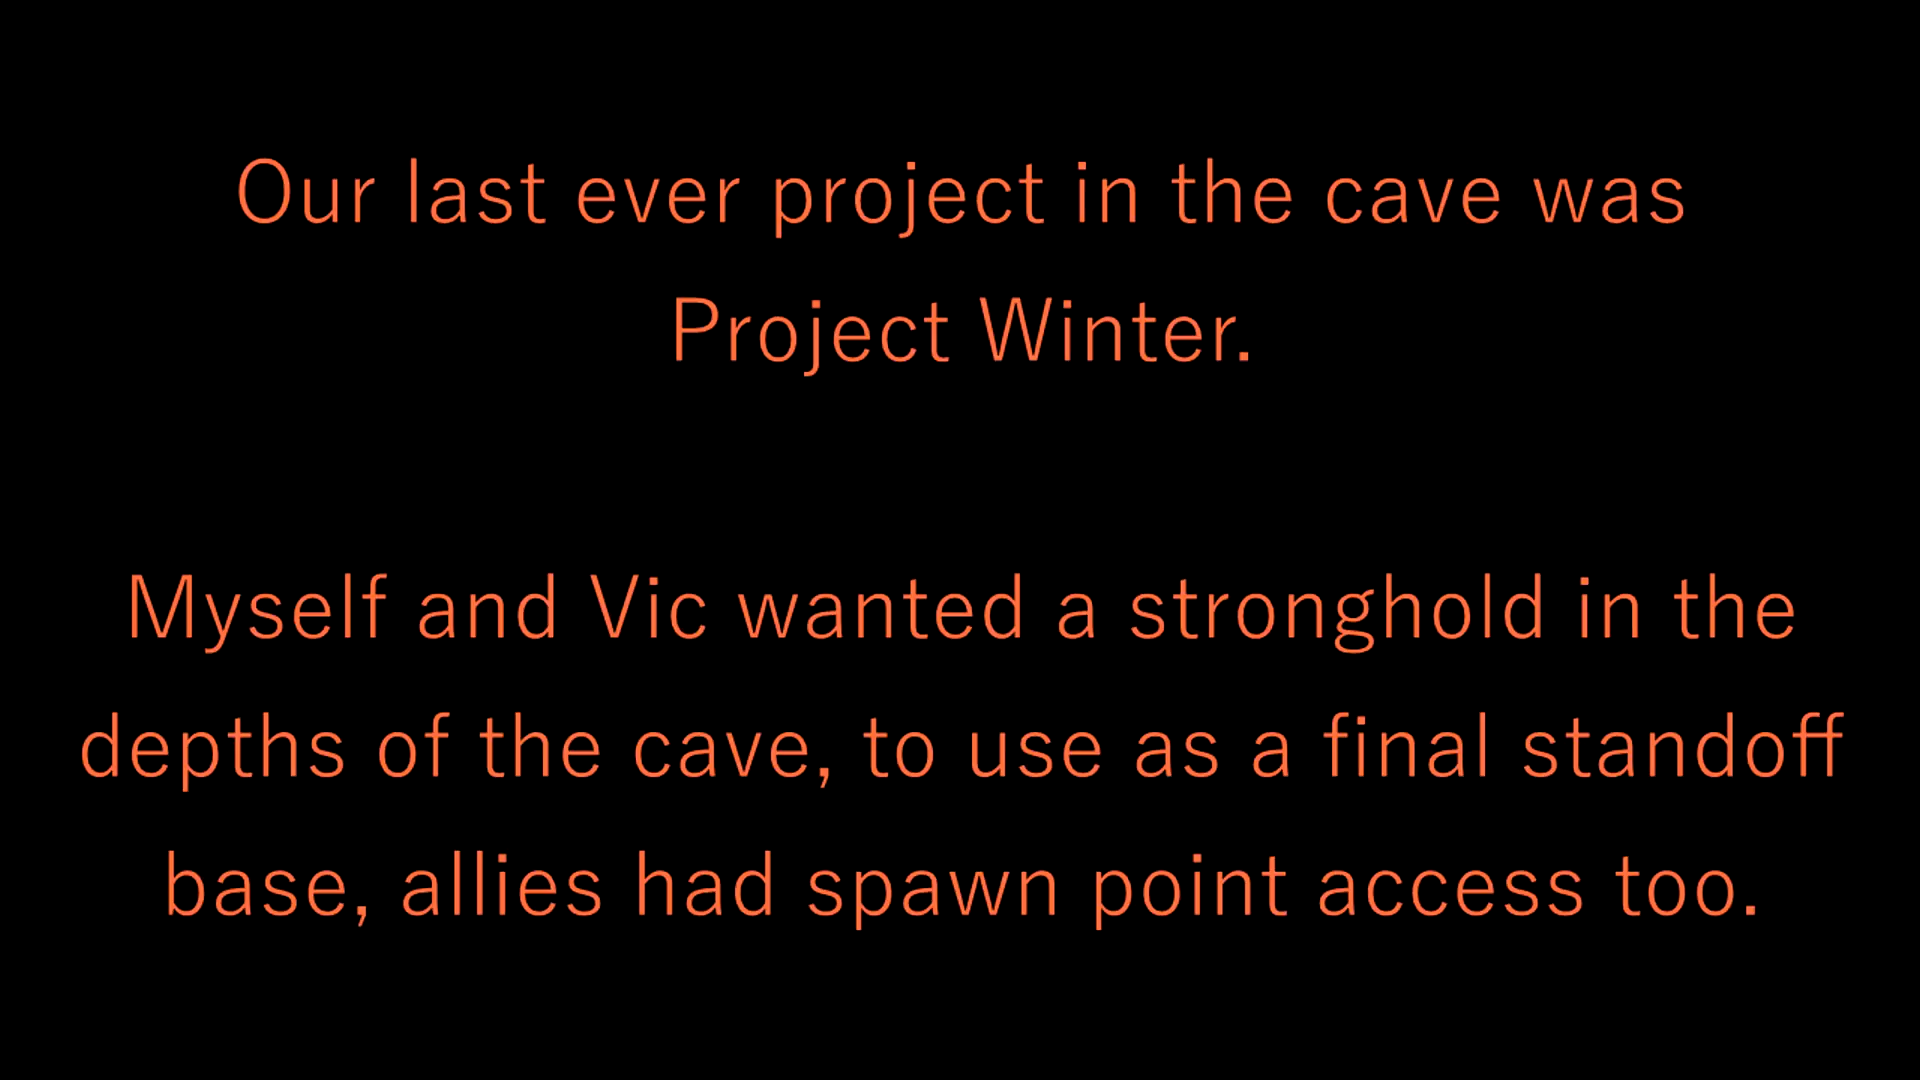 Our last ever project in the cave was
Project Winter.
Myself and Vic wanted a stronghold in the
depths of the cave, to use as a final standoff
base, allies had spawn point access too.